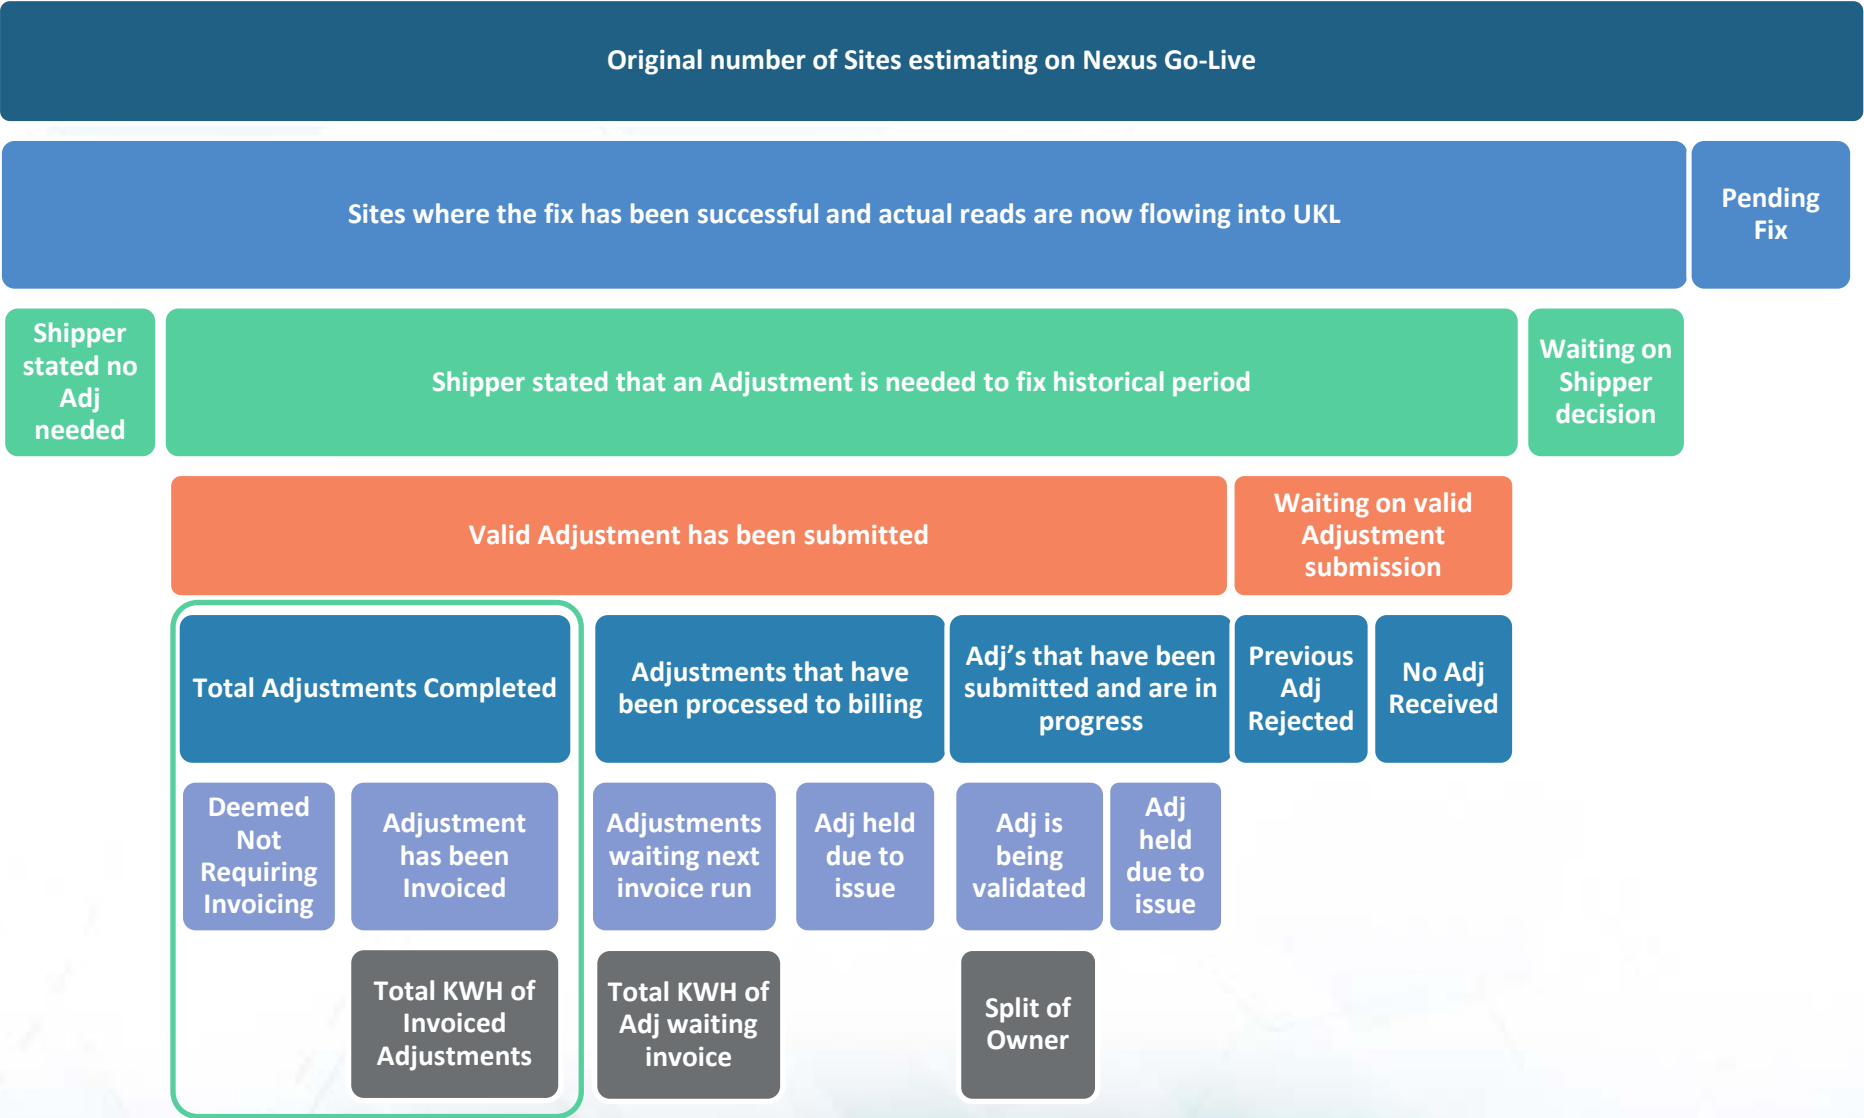 Original number of Sites estimating on Nexus Go-Live
Sites where the fix has been successful and actual reads are now flowing into UKL
Pending
Fix
Shipper
stated no
Adj
needed
Shipper stated that an Adjustment is needed to fix historical period
Waiting on
Shipper
decision
Valid Adjustment has been submitted
Waiting on valid
Adjustment
submission
Total Adjustments Completed
Adjustments that have
been processed to billing
Adj’s that have been
submitted and are in
progress
Previous
Adj
Rejected
No Adj
Received
Deemed
Not
Requiring
Invoicing
Adjustment
has been
Invoiced
Adjustments
waiting next
invoice run
Adj held
due to
issue
Adj is
being
validated
Adj
held
due to
issue
Total KWH of
Invoiced
Adjustments
Total KWH of
Adj waiting
invoice
Split of
Owner